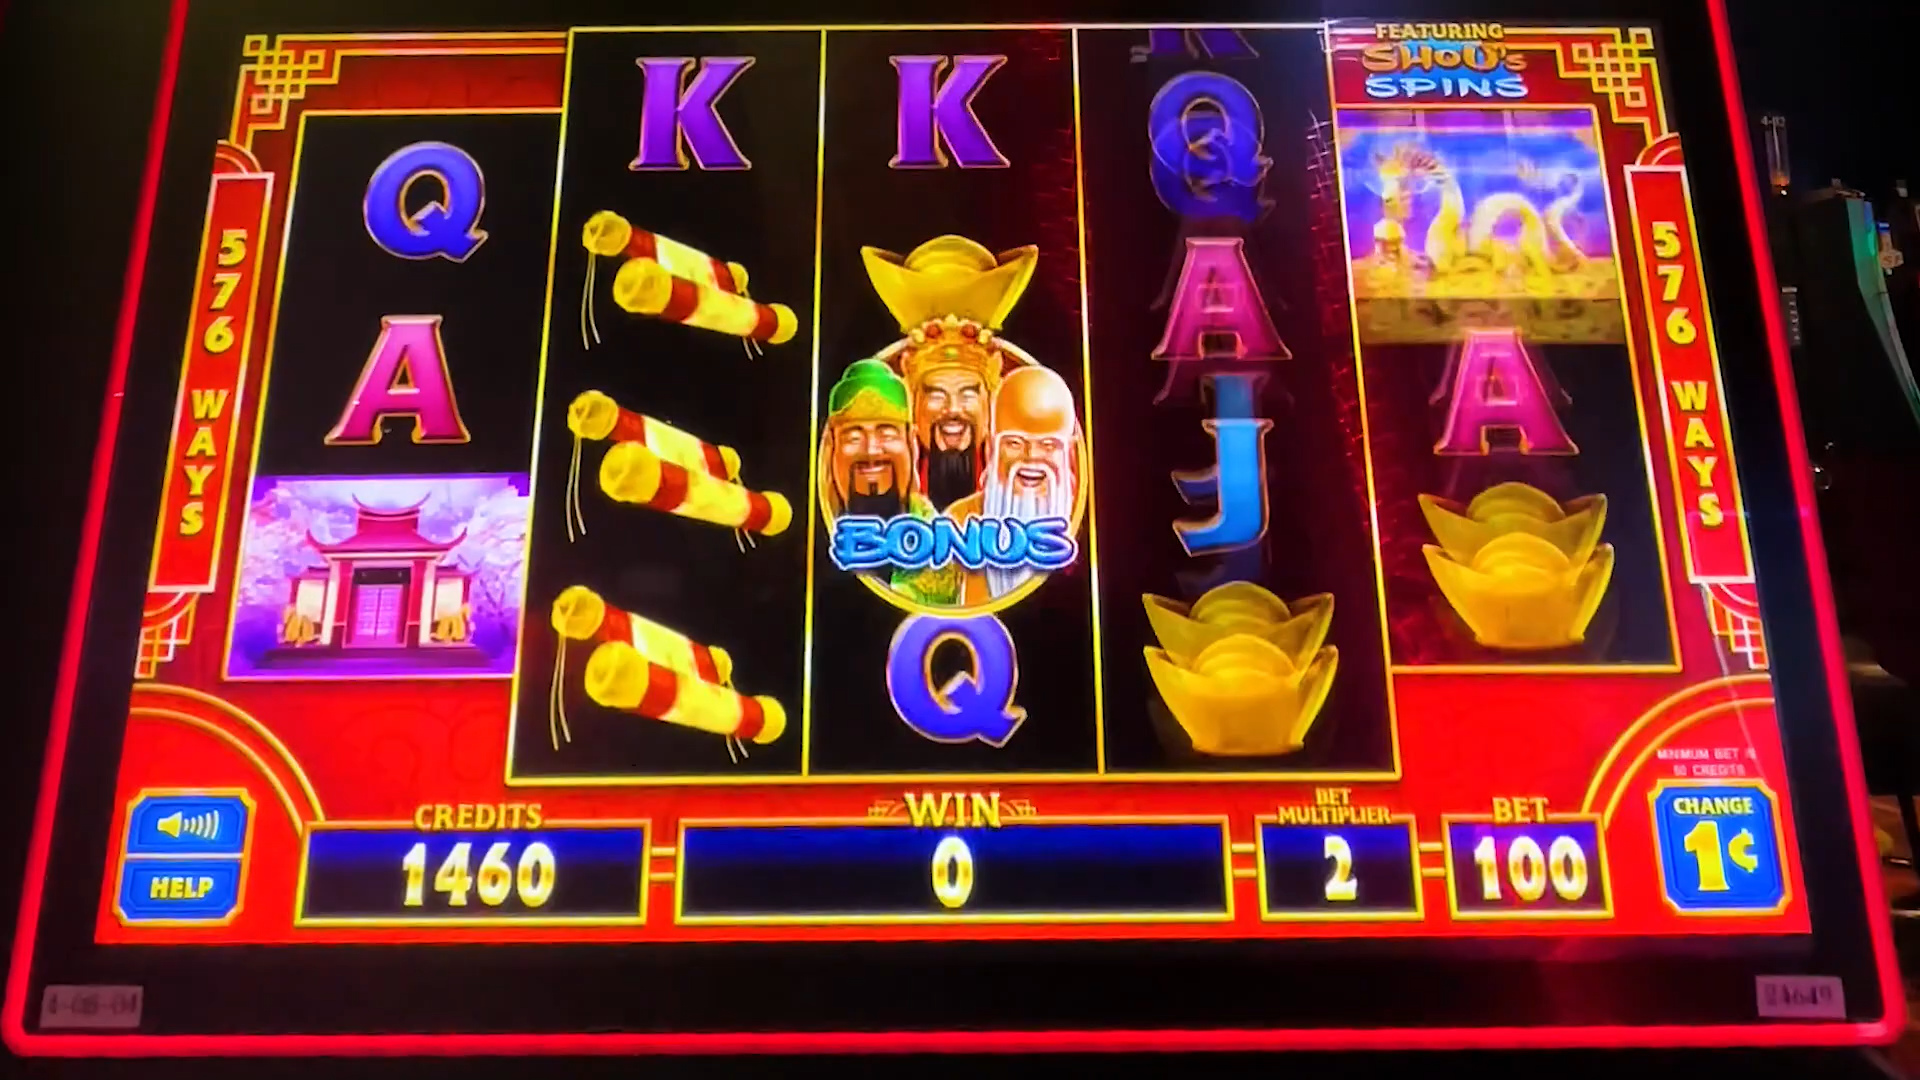 FEATURING
SHOU'S
SPINS
K
K
Q
Q
A
A
A
J
Q
BONUS
576 WAYS
576 WAYS
MINIMUM BET IS
50 CREDITS
CREDITS
1460
WIN
0
BET
MULTIPLIER
2
BET
100
CHANGE
1¢
HELP